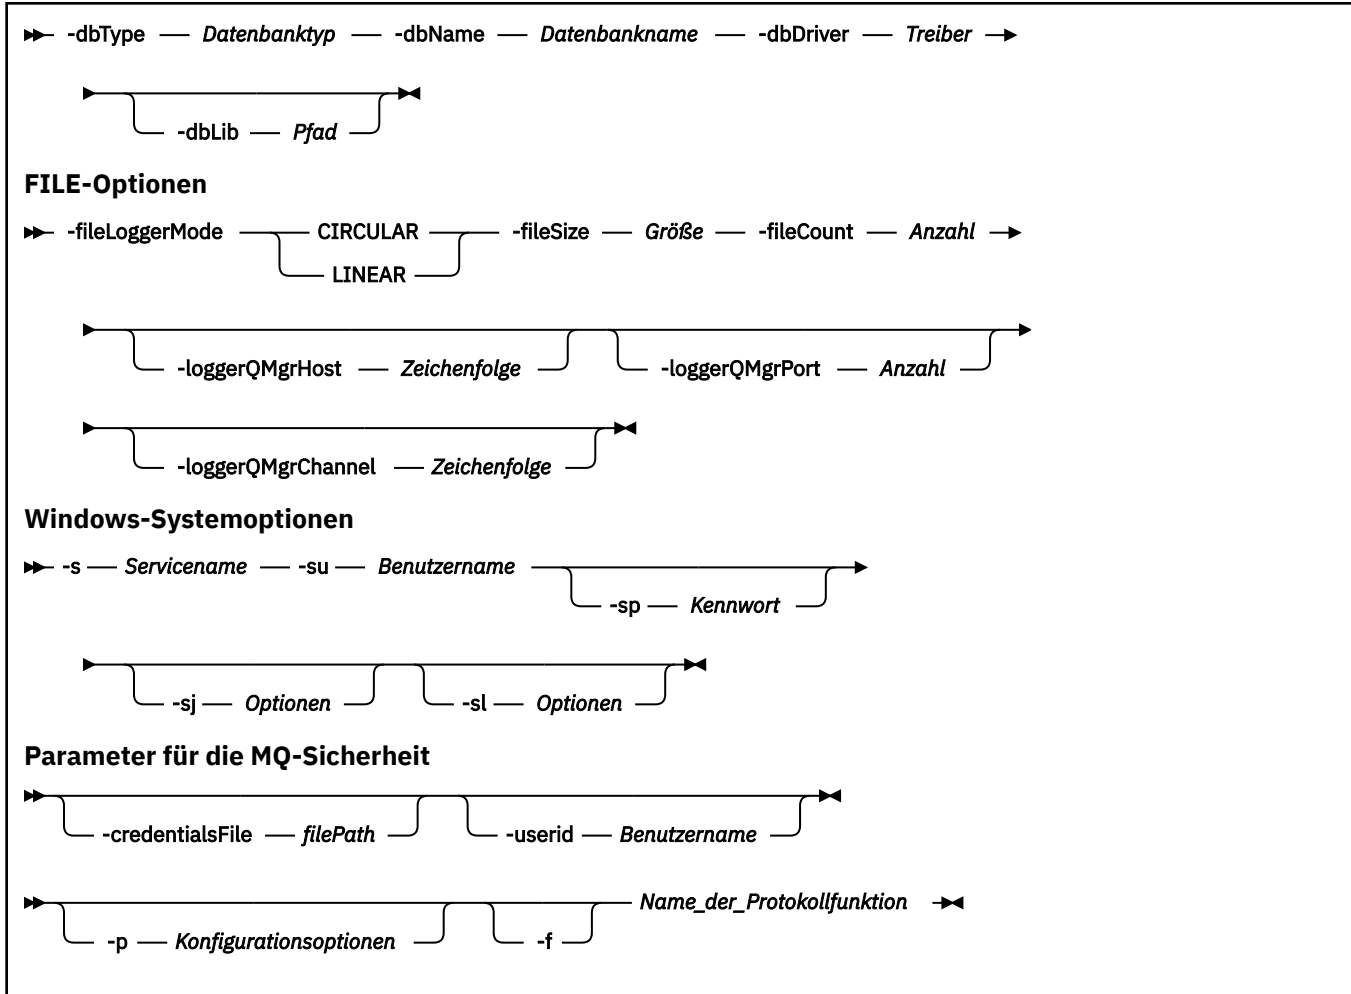 -dbType Datenbanktyp -dbName Datenbankname -dbDriver Treiber
-dbLib Pfad
FILE-Optionen
-fileLoggerMode CIRCULAR -fileSize Größe -fileCount Anzahl
LINEAR
-loggerQMgrHost Zeichenfolge -loggerQMgrPort Anzahl
-loggerQMgrChannel Zeichenfolge
Windows-Systemoptionen
-s Servicename -su Benutzername
-sp Kennwort
-sj Optionen -sl Optionen
Parameter für die MQ-Sicherheit
-credentialsFile filePath -userid Benutzername
Name_der_Protokollfunktion
-p Konfigurationsoptionen -f